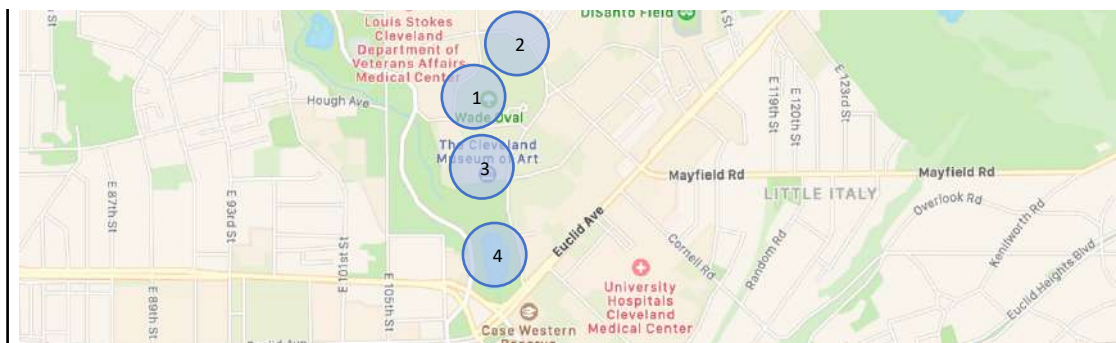 DiSanto Field
Louis Stokes
Cleveland
Department of
Veterans Affairs
Medical Center
2
1
Hough Ave
Wade Oval
The Cleveland
Museum of Art
3
4
E 87th St
E 93rd St
E 101st St
E 105th St
E 89th St
Euclid Ave
E 119th St
E 120th St
E 123rd St
Mayfield Rd
Mayfield Rd
LITTLE ITALY
Overlook Rd
Kenilworth Rd
Euclid Heights Blvd
Cornell Rd
Random Rd
University
Hospitals
Cleveland
Medical Center
Case Western